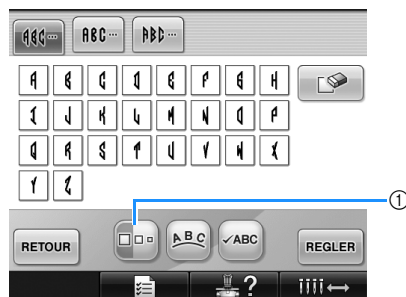 ABC... ABC... ABC...
A B C D E F G H
I J K L M N O P
Q R S T U V W X
Y Z
①
RETOUR ABC ✓ABC REGLER
?